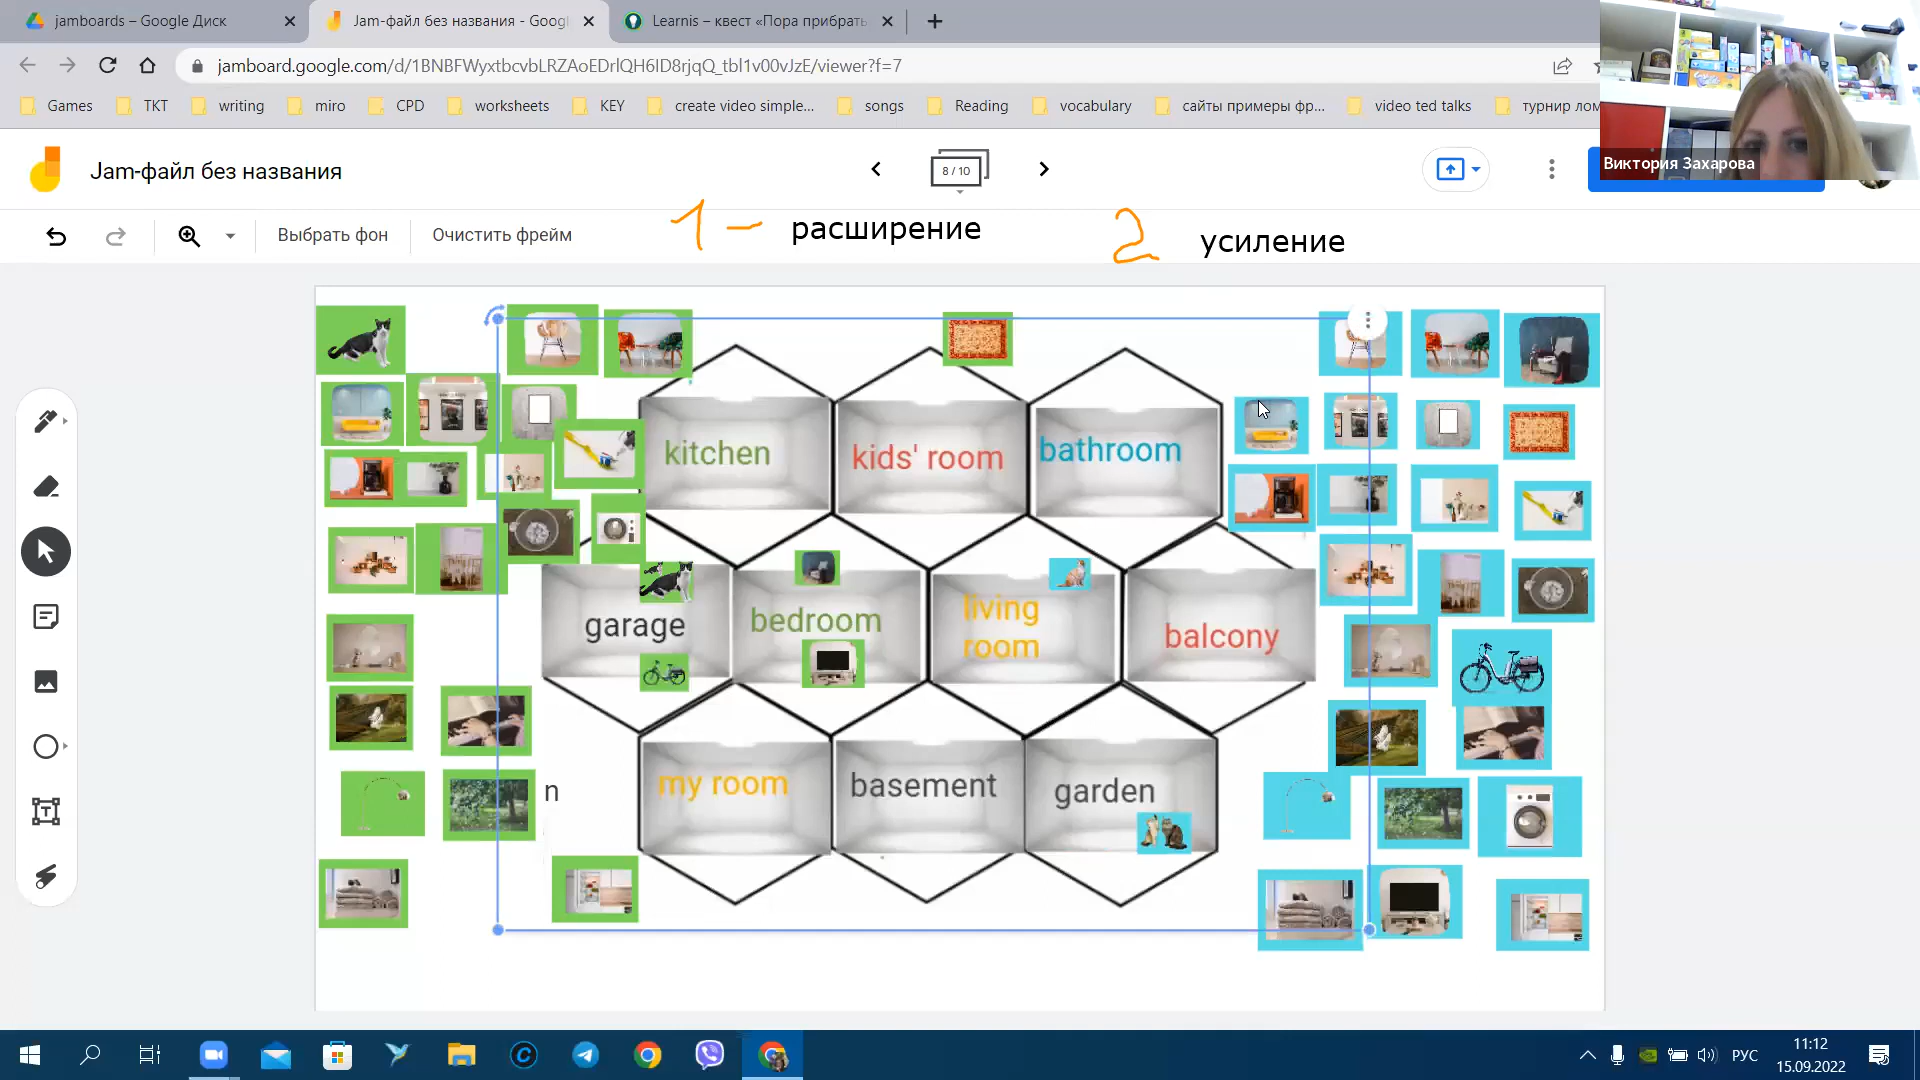 jamboards – Google Диск
Jam-файл без названия - Goog
Learnis – квест «Пора прибрать
jamboard.google.com/d/1BNBFWyxtbcvbLRZAoEDrlQH6ID8rjqQ_tbl1v00vJzE/viewer?f=7
Games
TKT
writing
miro
CPD
worksheets
KEY
create video simple...
songs
Reading
vocabulary
сайты примеры фр...
video ted talks
турнир лом
Виктория Захарова
Jam-файл без названия
8 / 10
Выбрать фон
Очистить фрейм
1 – расширение
2 усиление
kitchen
kids' room
bathroom
garage
bedroom
living
room
balcony
my room
basement
garden
n
РУС
11:12
15.09.2022